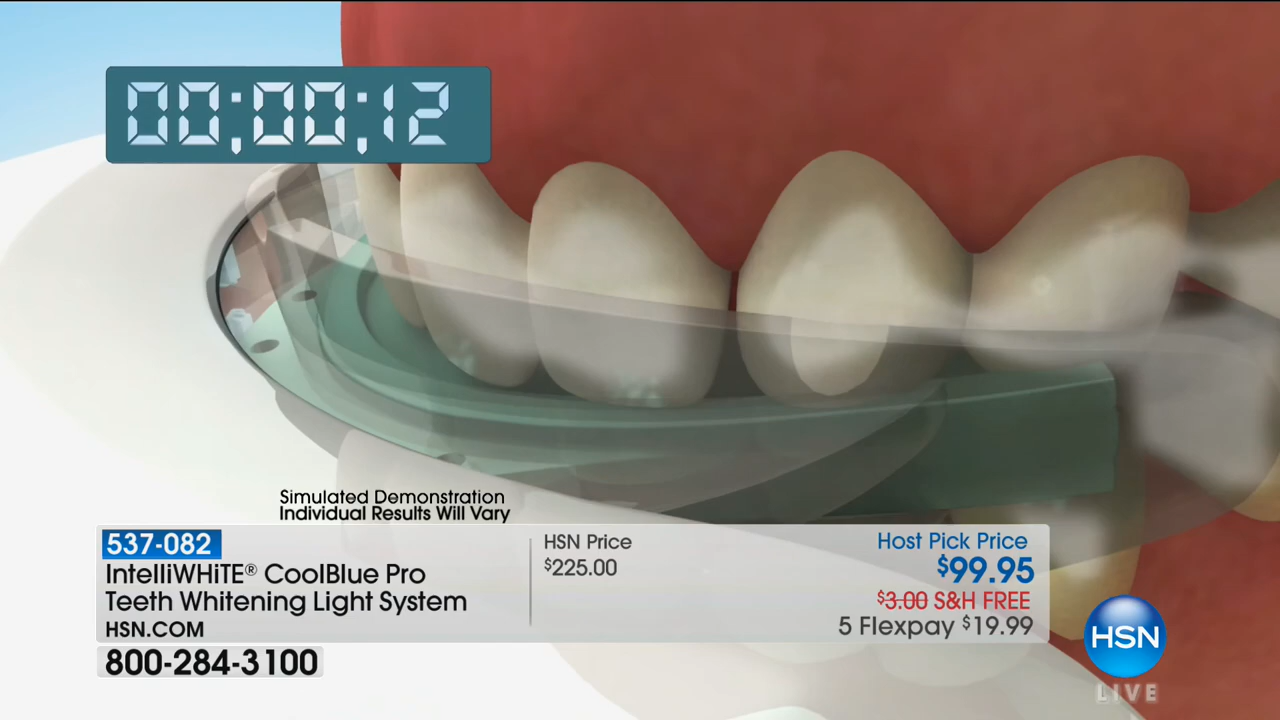 00:00:12
Simulated Demonstration
Individual Results Will Vary
537-082
IntelliWHiTE® CoolBlue Pro
Teeth Whitening Light System
HSN.COM
800-284-3100
HSN Price
$225.00
Host Pick Price
$99.95
$3.00 S&H FREE
5 Flexpay $19.99
HSN
LIVE